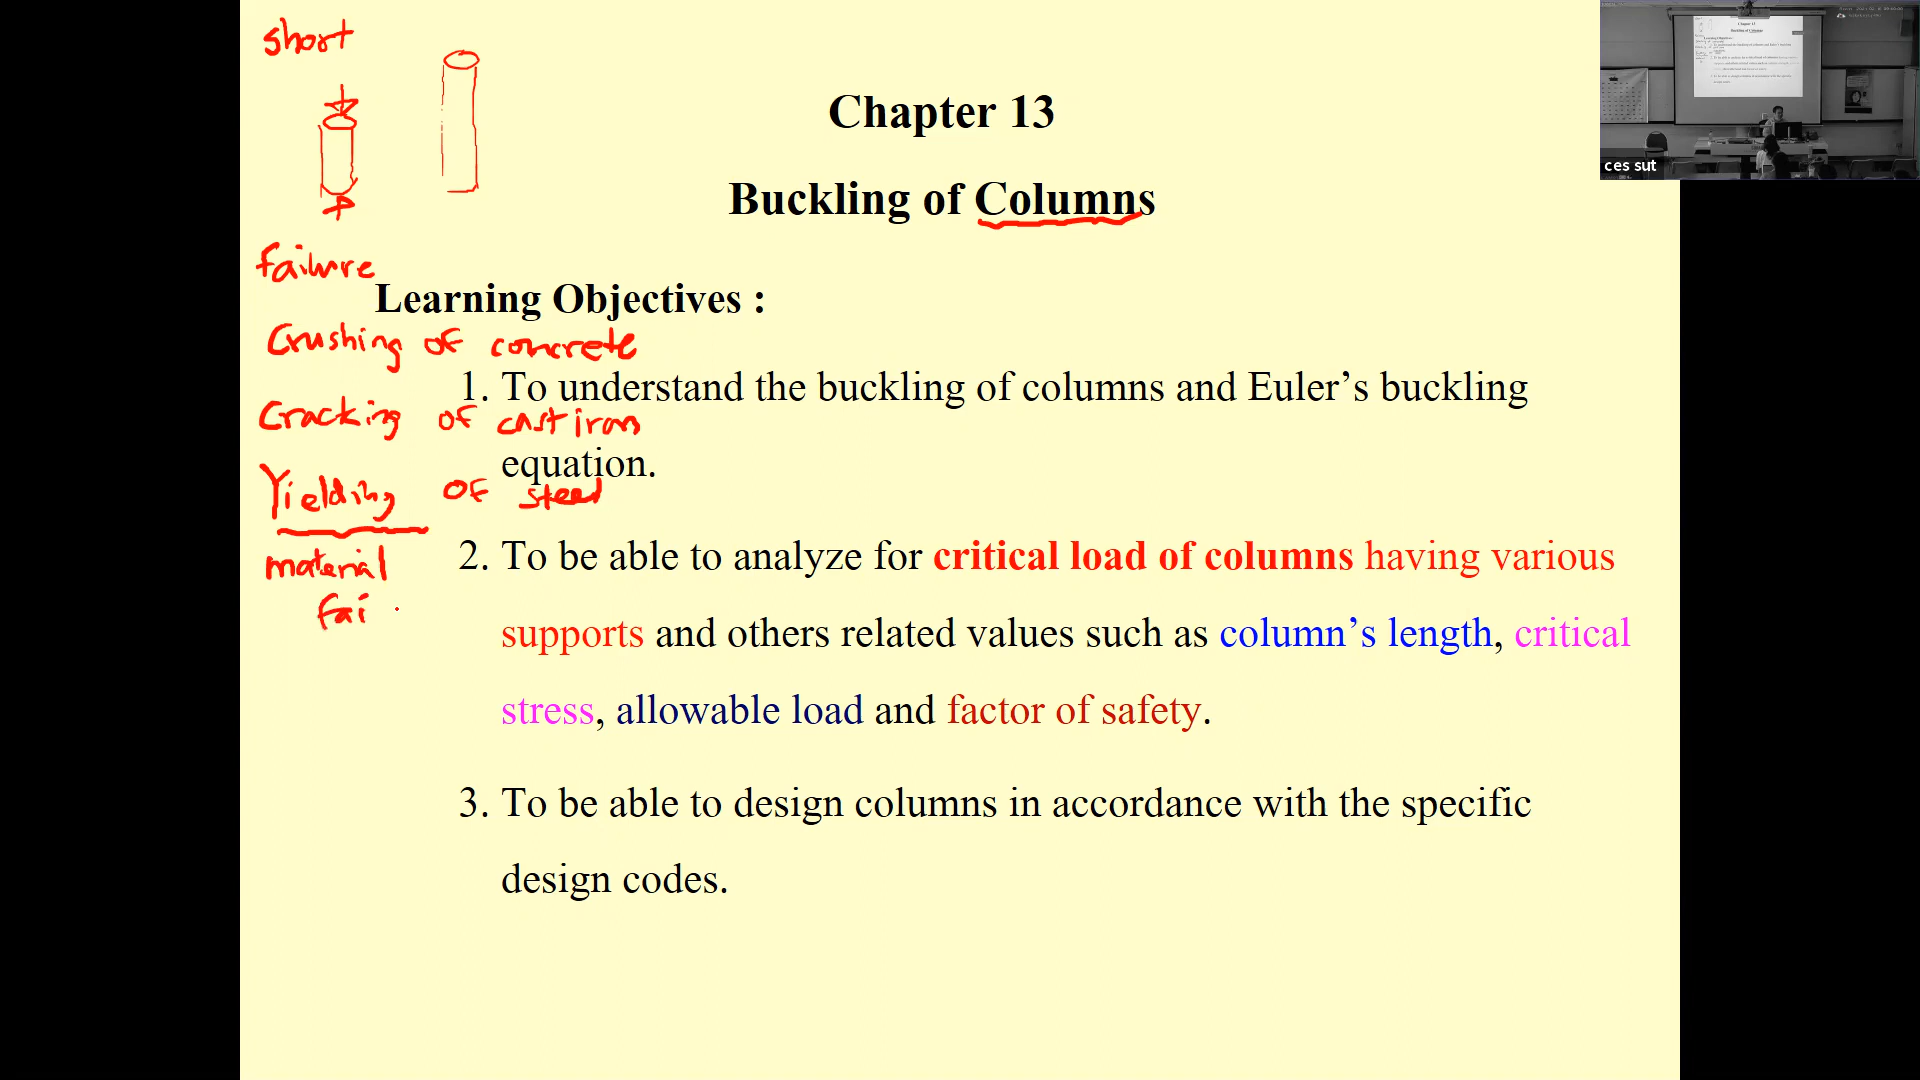 short
Chapter 13
Buckling of Columns
failure
Learning Objectives :
Crushing of concrete
1. To understand the buckling of columns and Euler’s buckling
Cracking of cast iron
equation.
Yielding of steel
2. To be able to analyze for critical load of columns having various
material
fai
supports and others related values such as column’s length, critical
stress, allowable load and factor of safety.
3. To be able to design columns in accordance with the specific
design codes.
ces sut